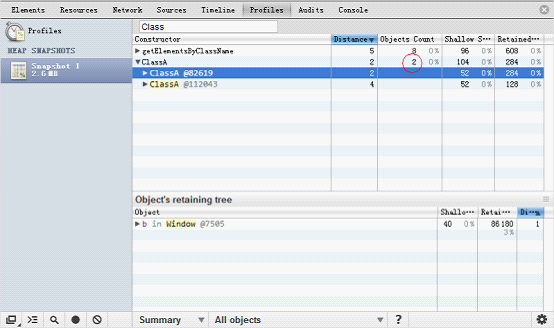 Elements Resources Network Sources Timeline Profiles Audits Console
Profiles
HEAP SNAPSHOTS
Snapshot 1
2.6MB
Class
Constructor Distance Objects Count Shallow S… Retained…
getElementsByClassName 5 8 0% 96 0% 608 0%
ClassA 2 2 0% 104 0% 284 0%
ClassA @82619 2 52 0% 284 0%
ClassA @112043 4 52 0% 128 0%
Object's retaining tree
Object Shallo… Retai… Di…
b in Window @7505 40 0% 86180 3% 1
Summary All objects ?